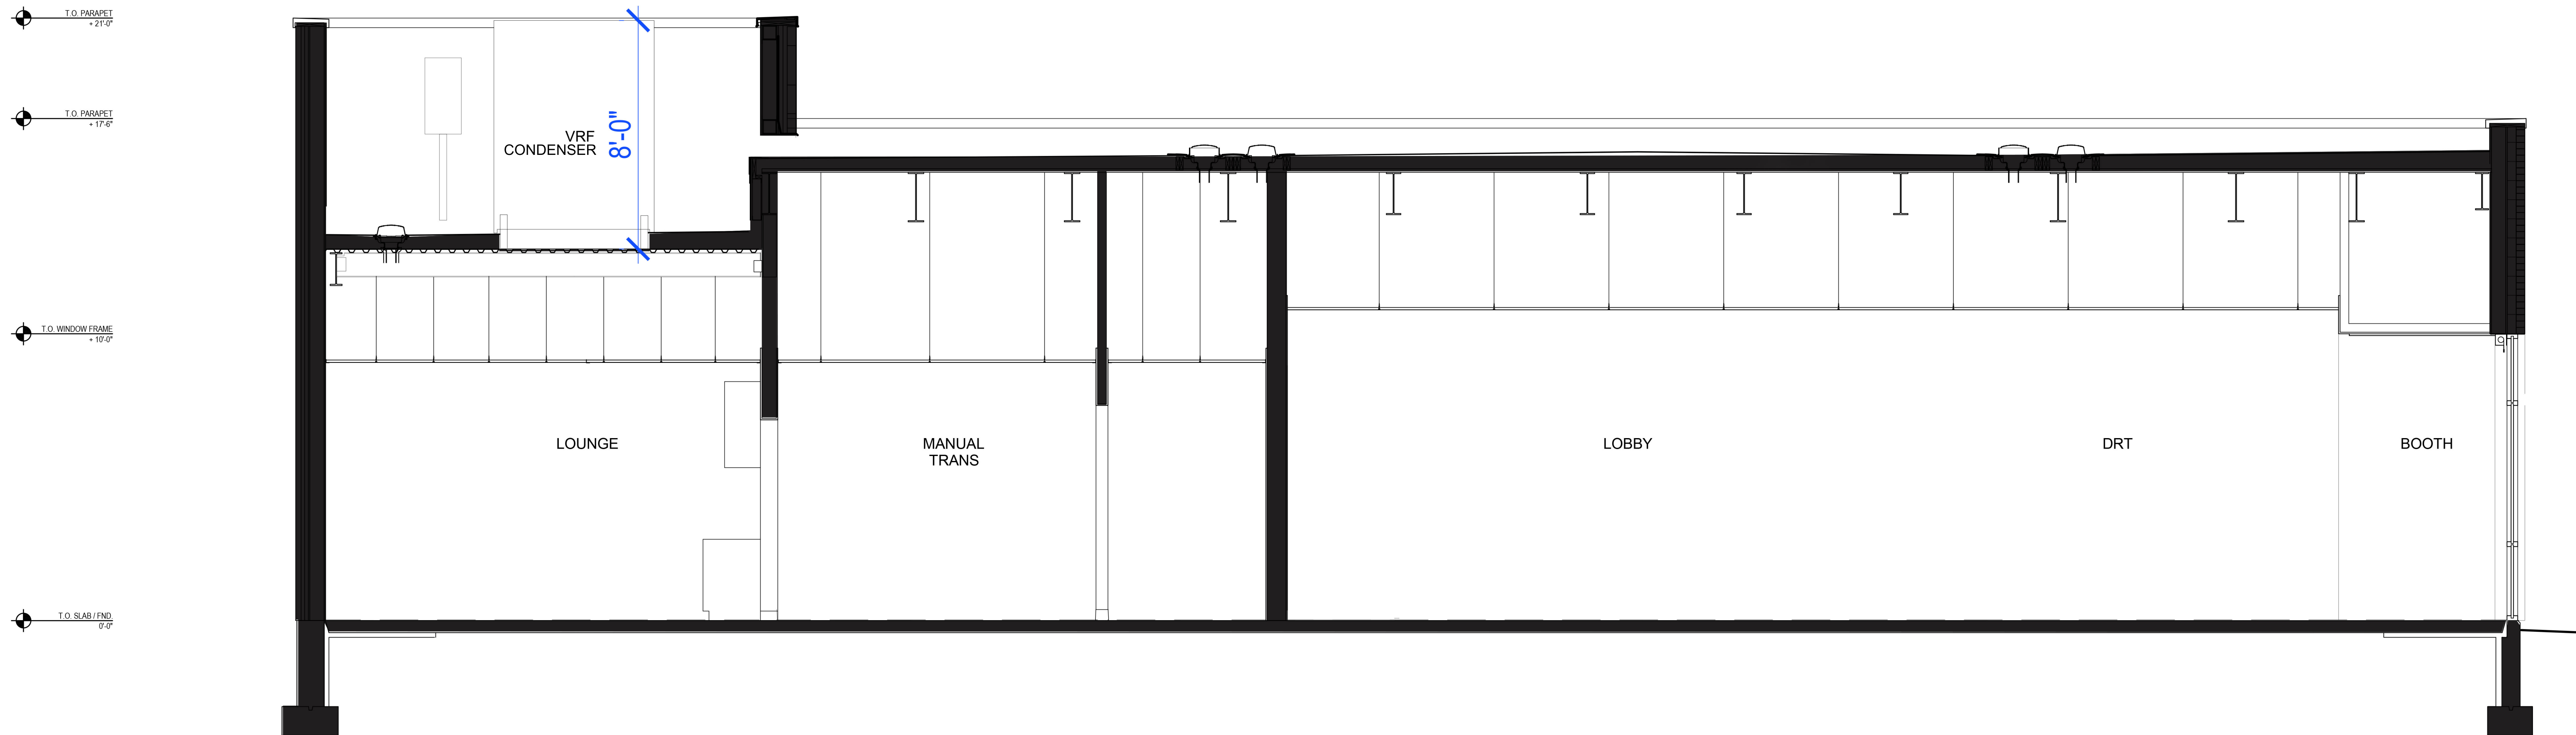 T.O. PARAPET
+ 21'-0"
T.O. PARAPET
+ 17'-6"
VRF
CONDENSER
8'-0"
T.O. WINDOW FRAME
+ 10'-0"
LOUNGE
MANUAL
TRANS
LOBBY
DRT
BOOTH
T.O. SLAB / FND.
0'-0"